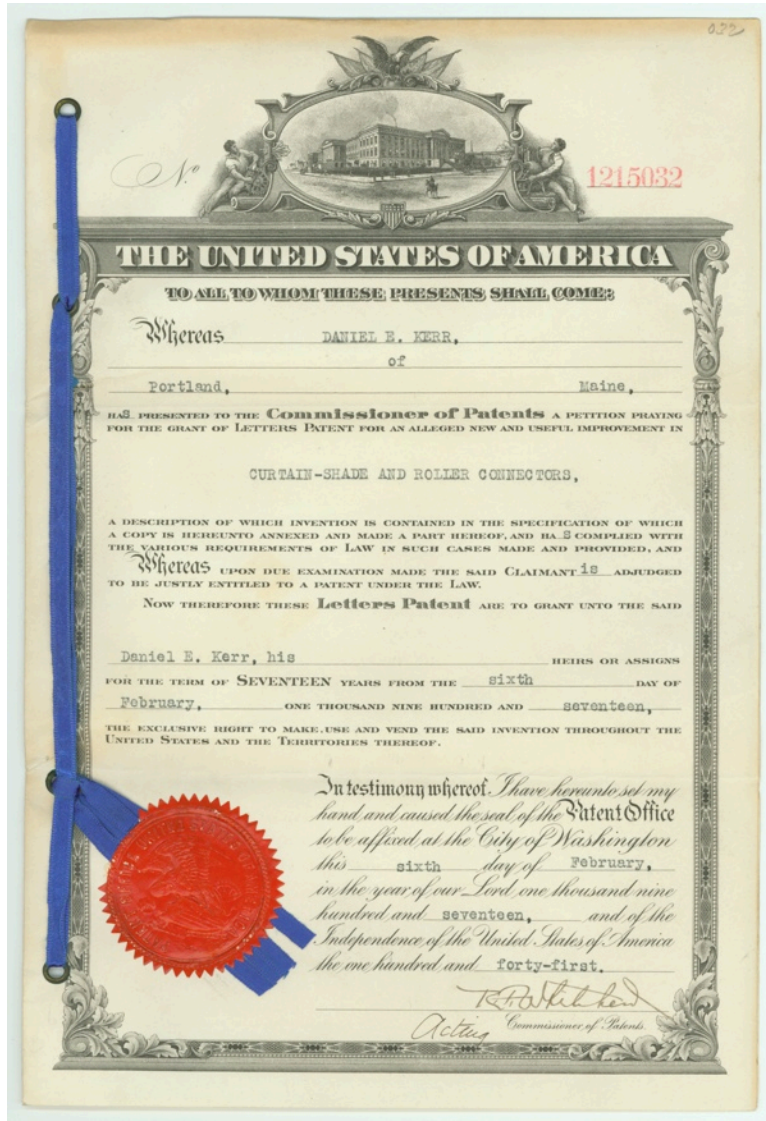 032
No 1215032
THE UNITED STATES OF AMERICA
TO ALL TO WHOM THESE PRESENTS SHALL COME:
Whereas DANIEL E. KERR,
of
Portland, Maine,
HAS PRESENTED TO THE Commissioner of Patents A PETITION PRAYING
FOR THE GRANT OF LETTERS PATENT FOR AN ALLEGED NEW AND USEFUL IMPROVEMENT IN
CURTAIN-SHADE AND ROLLER CONNECTORS,
A DESCRIPTION OF WHICH INVENTION IS CONTAINED IN THE SPECIFICATION OF WHICH
A COPY IS HEREUNTO ANNEXED AND MADE A PART HEREOF, AND HAS COMPLIED WITH
THE VARIOUS REQUIREMENTS OF LAW IN SUCH CASES MADE AND PROVIDED, AND
Whereas UPON DUE EXAMINATION MADE THE SAID CLAIMANT is ADJUDGED
TO BE JUSTLY ENTITLED TO A PATENT UNDER THE LAW.
NOW THEREFORE THESE Letters Patent ARE TO GRANT UNTO THE SAID
Daniel E. Kerr, his HEIRS OR ASSIGNS
FOR THE TERM OF SEVENTEEN YEARS FROM THE sixth DAY OF
February, ONE THOUSAND NINE HUNDRED AND seventeen,
THE EXCLUSIVE RIGHT TO MAKE, USE AND VEND THE SAID INVENTION THROUGHOUT THE
UNITED STATES AND THE TERRITORIES THEREOF.
In testimony whereof I have hereunto set my
hand and caused the seal of the Patent Office
to be affixed at the City of Washington
this sixth day of February,
in the year of our Lord one thousand nine
hundred and seventeen, and of the
Independence of the United States of America
the one hundred and forty-first.
Acting Commissioner of Patents.